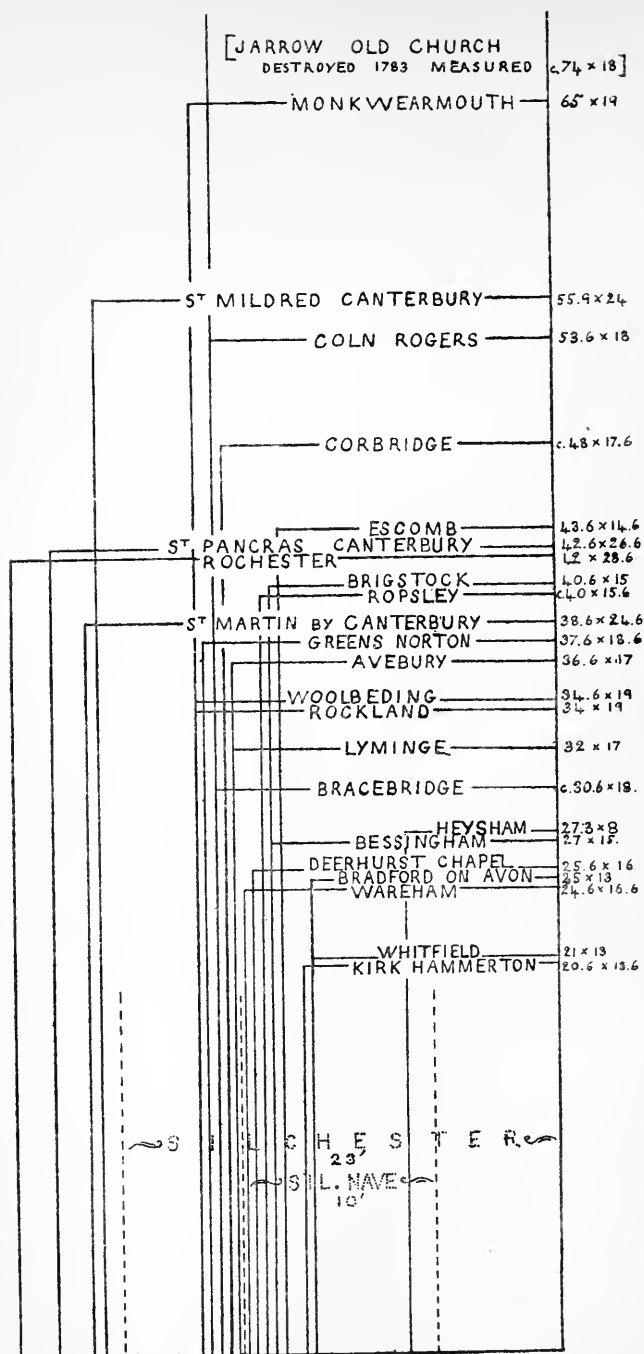 [JARROW OLD CHURCH
DESTROYED 1783 MEASURED c.74 × 18]
MONKWEARMOUTH 65 × 19
ST MILDRED CANTERBURY 55.9 × 24
COLN ROGERS 53.6 × 18
CORBRIDGE c.48 × 17.6
ESCOMB 43.6 × 14.6
ST PANCRAS CANTERBURY 42.6 × 26.6
ROCHESTER 42 × 28.6
BRIGSTOCK 40.6 × 15
ROPSLEY c.40 × 15.6
ST MARTIN BY CANTERBURY 38.6 × 24.6
GREENS NORTON 37.6 × 18.6
AVEBURY 36.6 × 17
WOOLBEDING 34.6 × 19
ROCKLAND 34 × 19
LYMINGE 32 × 17
BRACEBRIDGE c.30.6 × 18.
HEYSHAM 27.3 × 8
BESSINGHAM 27 × 15.
DEERHURST CHAPEL 25.6 × 16
BRADFORD ON AVON 25 × 13
WAREHAM 24.6 × 16.6
WHITFIELD 21 × 13
KIRK HAMMERTON 20.6 × 13.6
SILCHESTER
23'
SIL. NAVE
10'